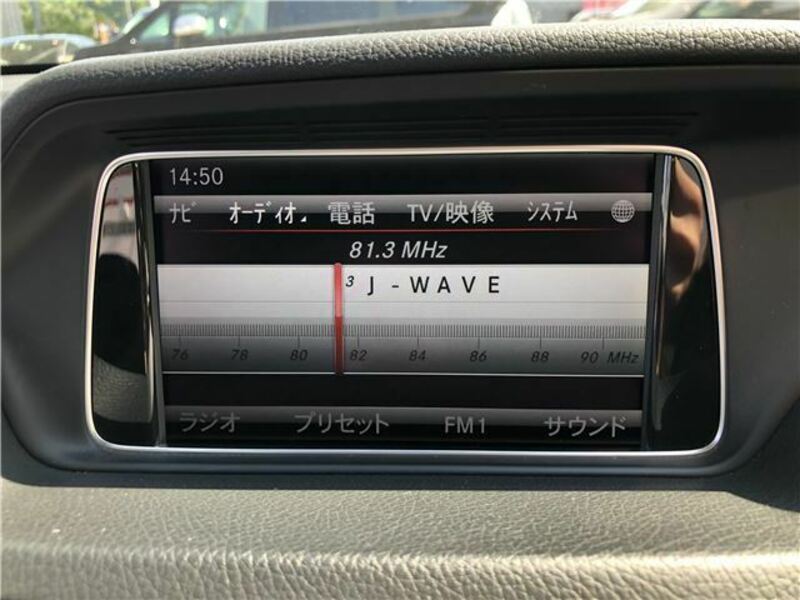 14:50
ナビ オーディオ 電話 TV/映像 システム
81.3 MHz
3 J-WAVE
76 78 80 82 84 86 88 90 MHz
ラジオ プリセット FM1 サウンド